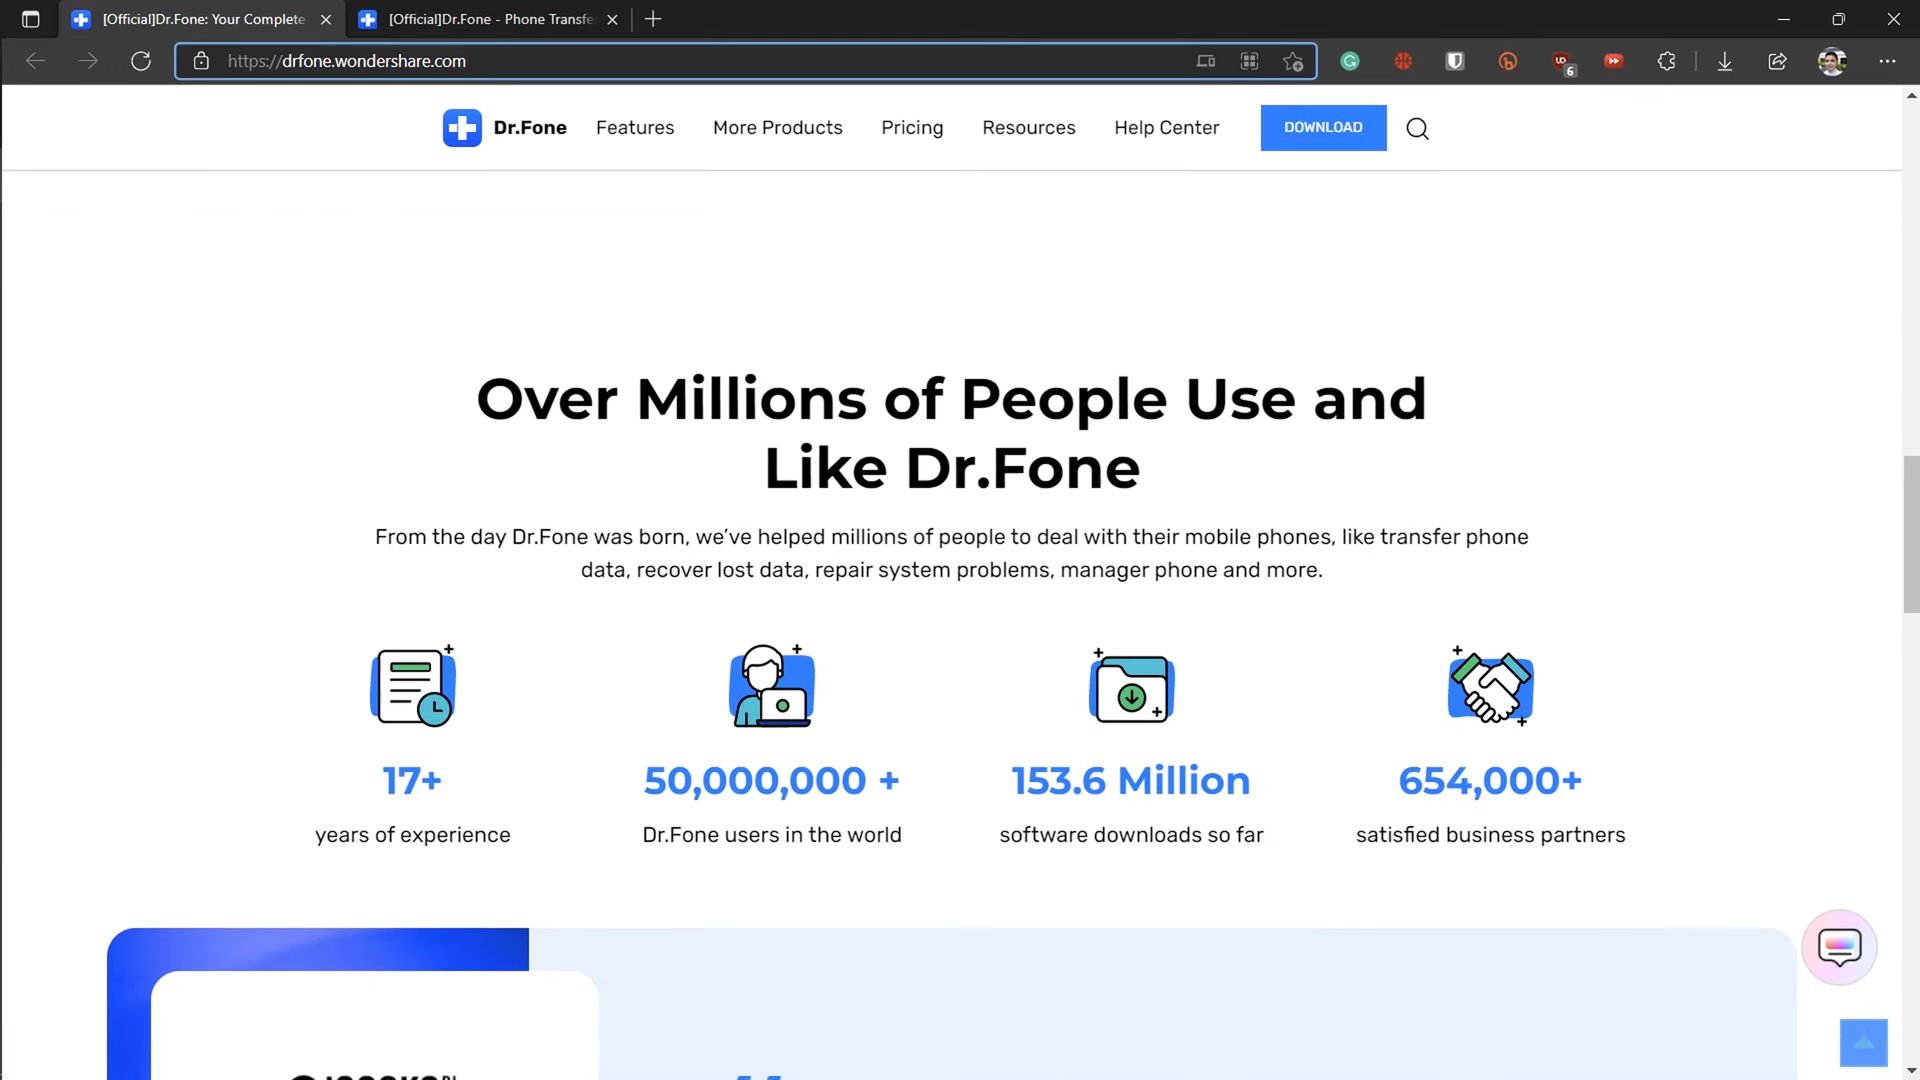 [Official]Dr.Fone: Your Complete
[Official]Dr.Fone - Phone Transfe
https://drfone.wondershare.com
6
Dr.Fone
Features
More Products
Pricing
Resources
Help Center
DOWNLOAD
Over Millions of People Use and
Like Dr.Fone
From the day Dr.Fone was born, we've helped millions of people to deal with their mobile phones, like transfer phone
data, recover lost data, repair system problems, manager phone and more.
17+
50,000,000 +
153.6 Million
654,000+
years of experience
Dr.Fone users in the world
software downloads so far
satisfied business partners